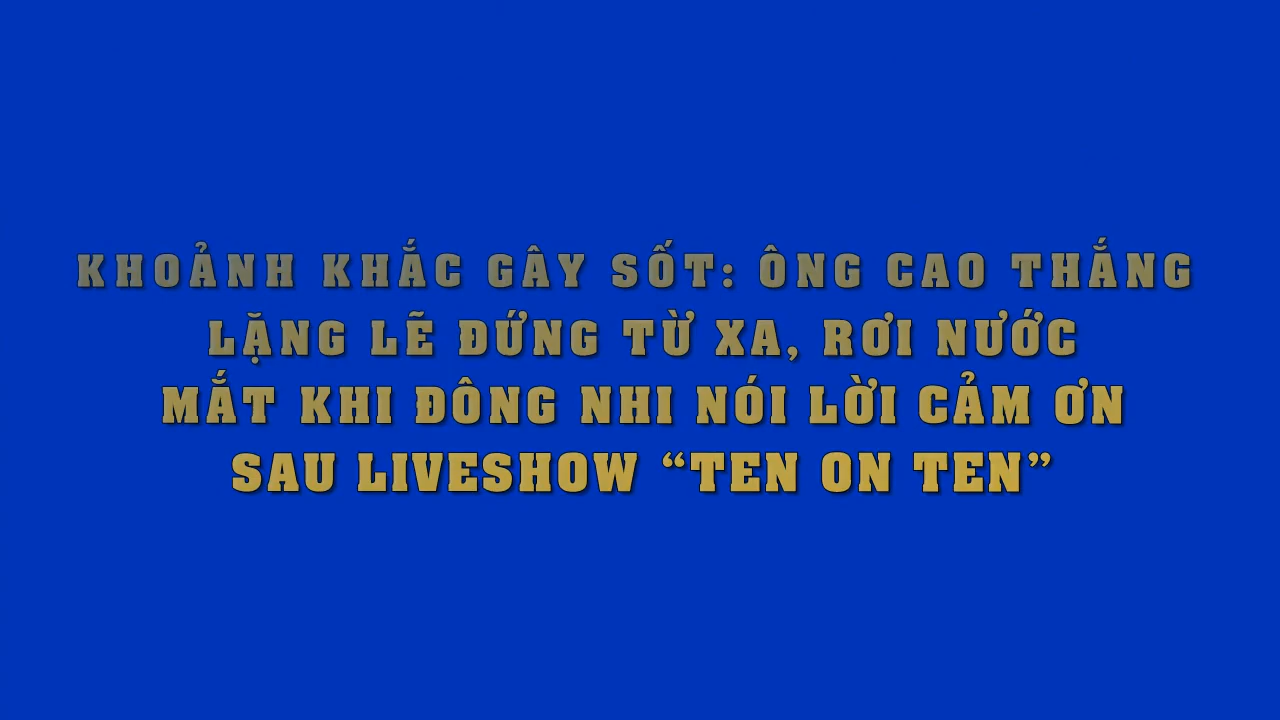 KHOẢNH KHẮC GÂY SỐT: ÔNG CAO THẮNG
LẶNG LẼ ĐỨNG TỪ XA, RƠI NƯỚC
MẮT KHI ĐÔNG NHI NÓI LỜI CẢM ƠN
SAU LIVESHOW “TEN ON TEN”